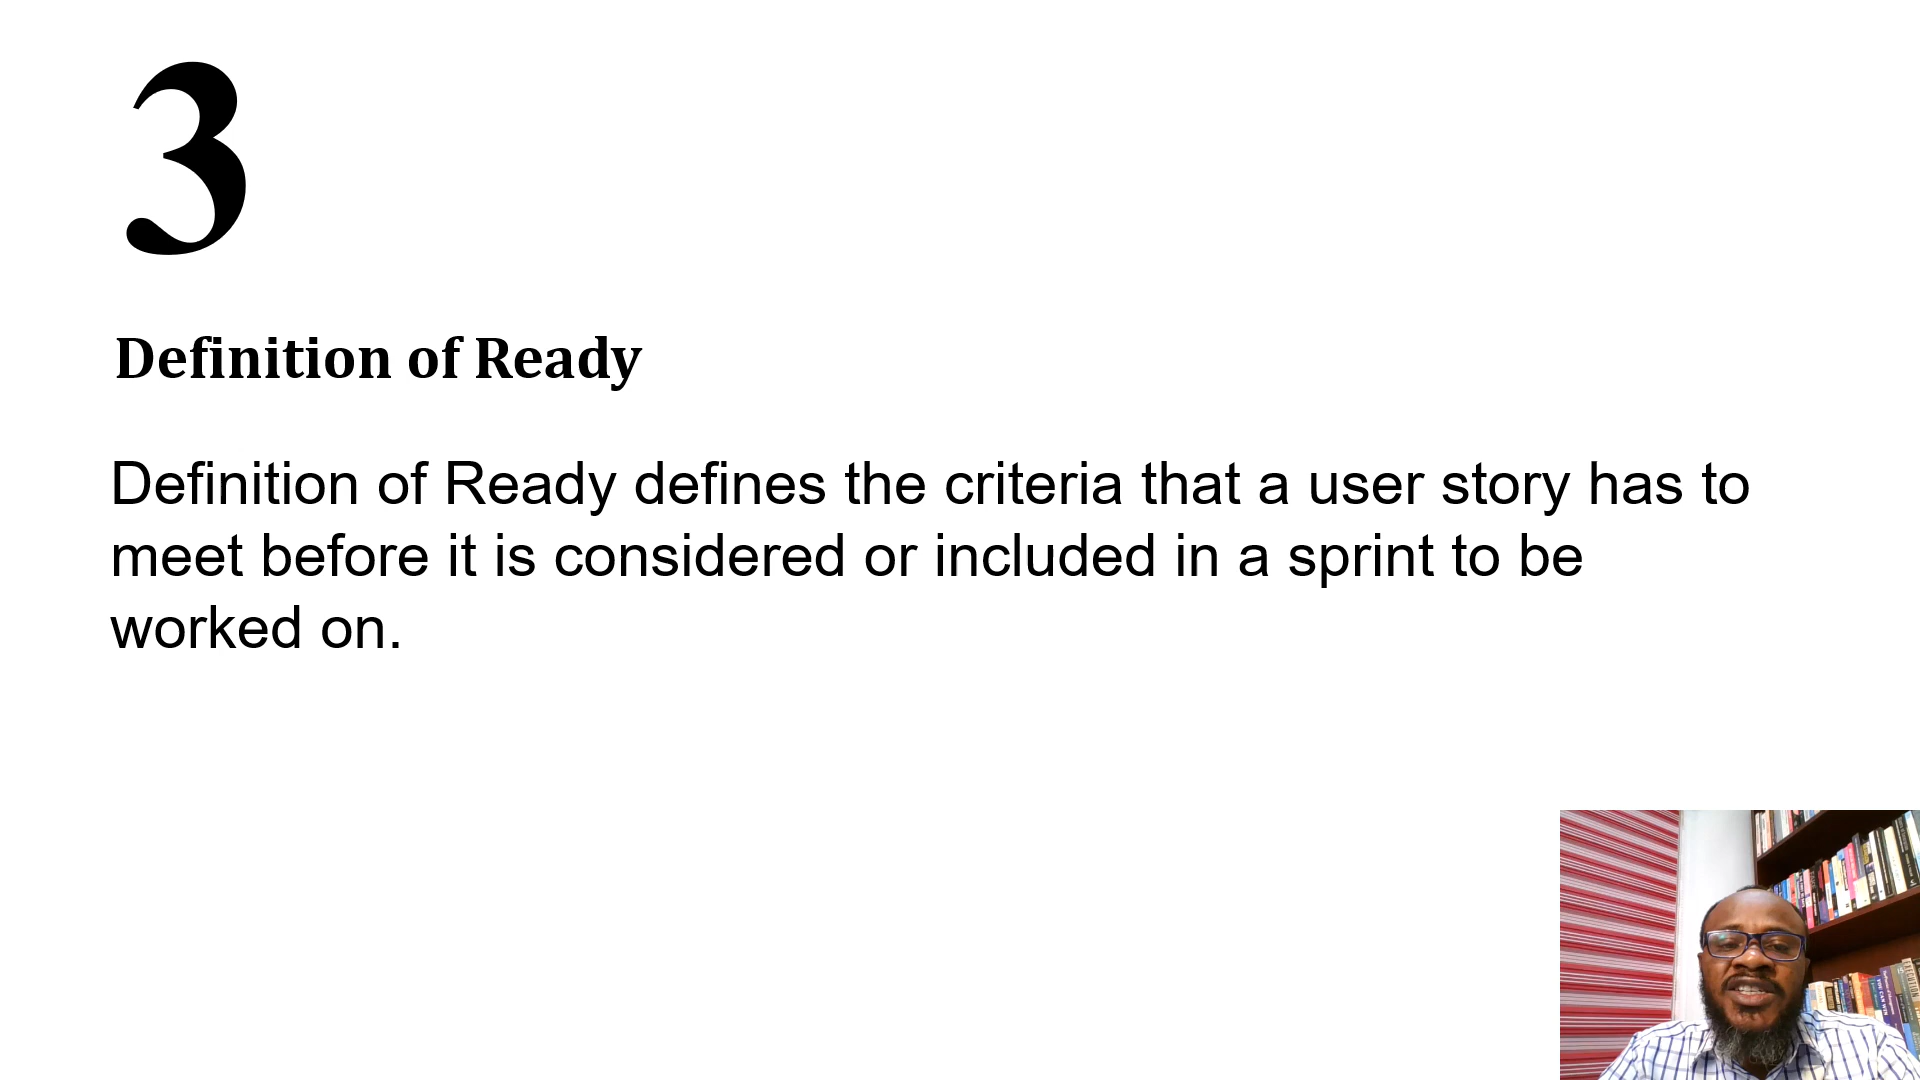 3
Definition of Ready
Definition of Ready defines the criteria that a user story has to
meet before it is considered or included in a sprint to be
worked on.